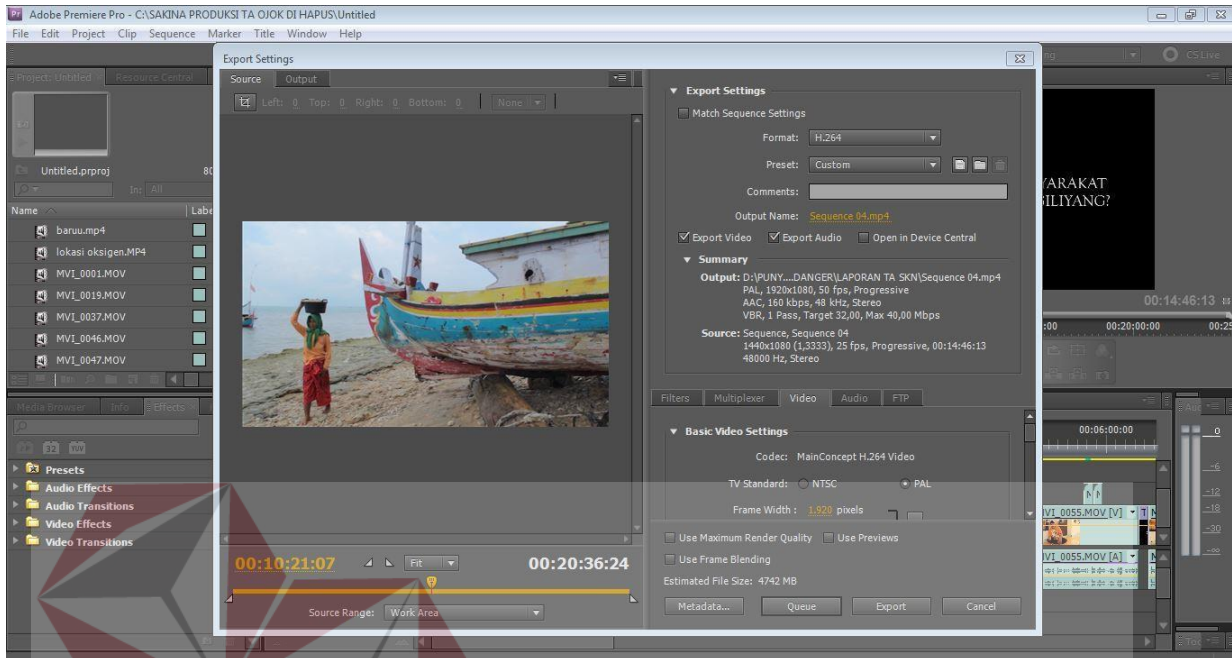 Adobe Premiere Pro - C:\SAKINA PRODUKSI TA OJOK DI HAPUS\Untitled
File Edit Project Clip Sequence Marker Title Window Help
Export Settings
CS Live
Project: Untitled Resource Central
Source Output
Left: 0 Top: 0 Right: 0 Bottom: 0 None
Export Settings
Match Sequence Settings
Format: H.264
Untitled.prproj
Preset: Custom
In: All
Comments:
YARAKAT
ILIYANG?
Name
Output Name: Sequence 04.mp4
baruu.mp4
Export Video Export Audio Open in Device Central
lokasi oksigen.MP4
Summary
MVI_0001.MOV
Output: D:\PUNY....DANGER\LAPORAN TA SKN\Sequence 04.mp4
PAL, 1920x1080, 50 fps, Progressive
MVI_0019.MOV
AAC, 160 kbps, 48 kHz, Stereo
00:14:46:13
VBR, 1 Pass, Target 32,00, Max 40,00 Mbps
MVI_0037.MOV
Source: Sequence, Sequence 04
00:20:00:00
MVI_0046.MOV
1440x1080 (1,3333), 25 fps, Progressive, 00:14:46:13
48000 Hz, Stereo
MVI_0047.MOV
Media Browser Info Effects
Filters Multiplexer Video Audio FTP
Basic Video Settings
00:06:00:00
0
Codec: MainConcept H.264 Video
Presets
-6
Audio Effects
TV Standard: NTSC PAL
-12
Audio Transitions
Frame Width : 1,920 pixels
MVI_0055.MOV [V]
-18
Video Effects
-20
Video Transitions
Use Maximum Render Quality Use Previews
Use Frame Blending
MVI_0055.MOV [A]
-∞
00:10:21:07 Fit 00:20:36:24
Estimated File Size: 4742 MB
Source Range: Work Area
Metadata... Queue Export Cancel